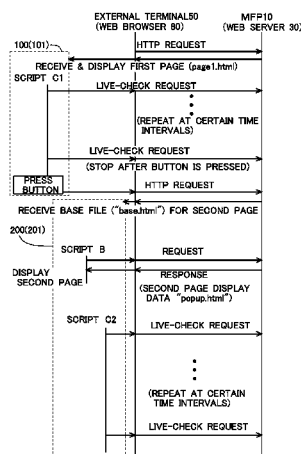 EXTERNAL TERMINAL50
(WEB BROWSER 60)
MFP10
(WEB SERVER 30)
100(101)
HTTP REQUEST
RECEIVE & DISPLAY FIRST PAGE (page1.html)
SCRIPT C1
LIVE-CHECK REQUEST
(REPEAT AT CERTAIN TIME
INTERVALS)
LIVE-CHECK REQUEST
(STOP AFTER BUTTON IS PRESSED)
PRESS
BUTTON
HTTP REQUEST
RECEIVE BASE FILE ("base.html") FOR SECOND PAGE
200(201)
SCRIPT B
REQUEST
DISPLAY
SECOND PAGE
RESPONSE
(SECOND PAGE DISPLAY
DATA "popup.html")
SCRIPT C2
LIVE-CHECK REQUEST
(REPEAT AT CERTAIN
TIME INTERVALS)
LIVE-CHECK REQUEST